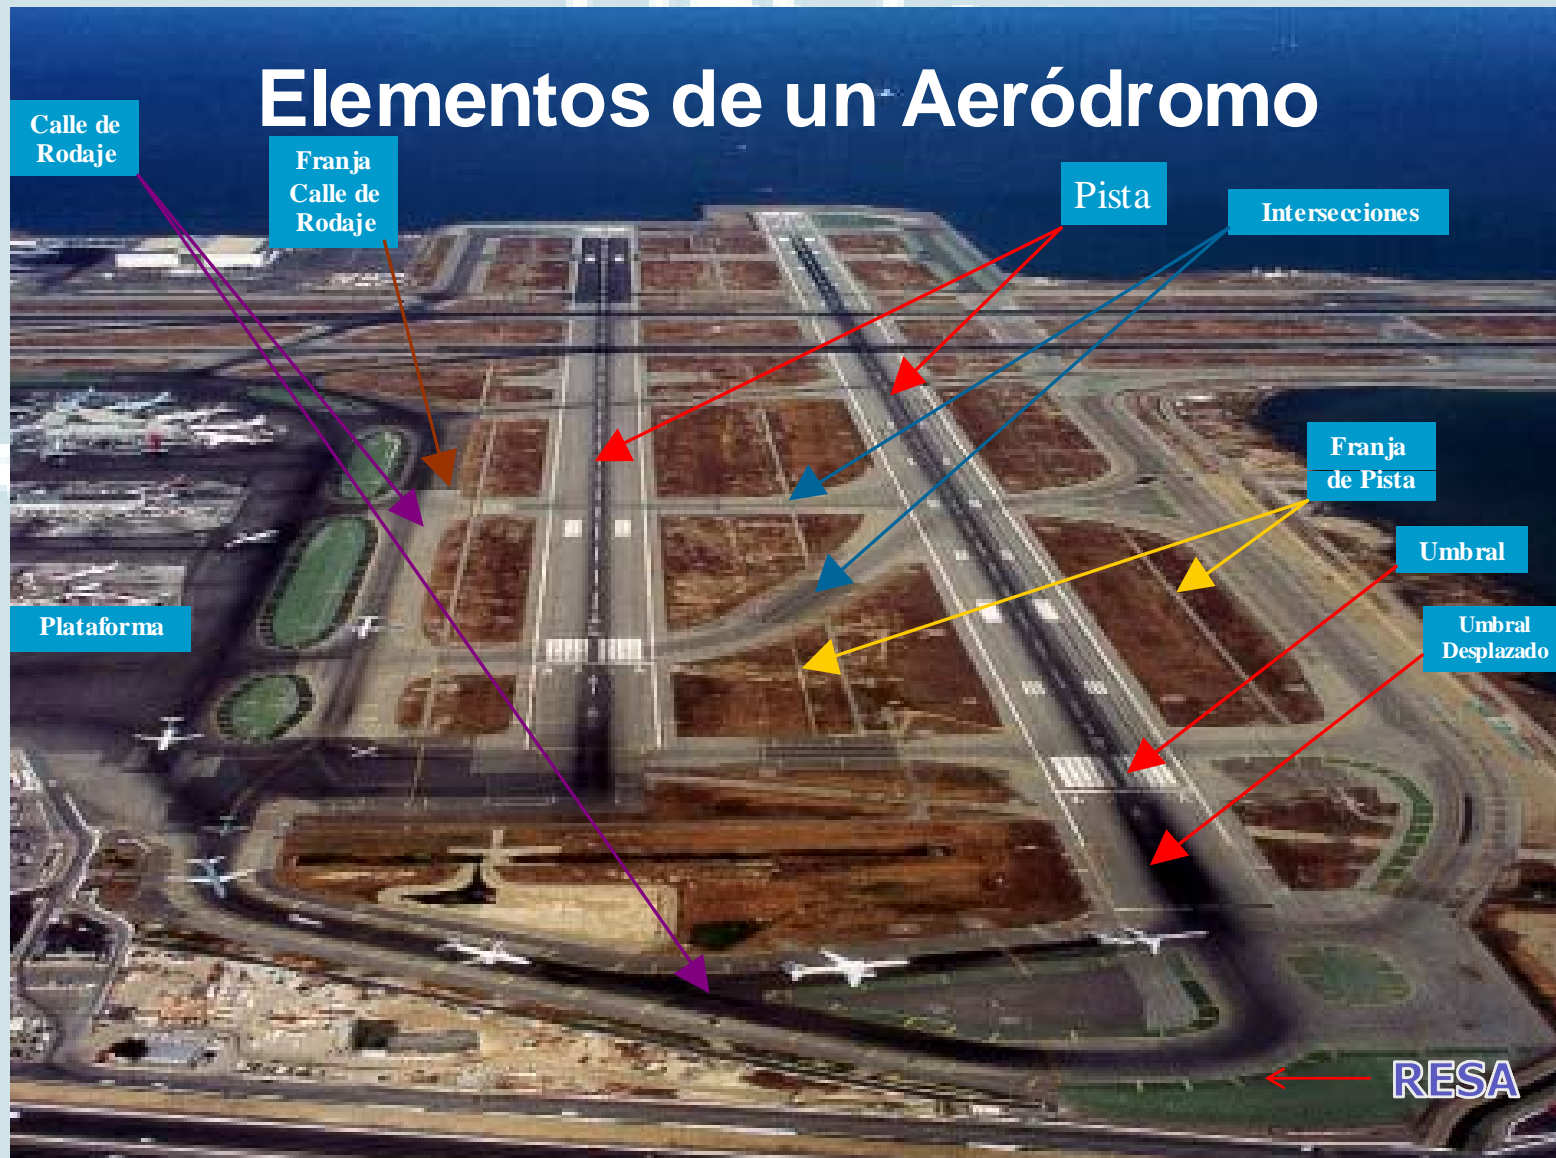 Elementos de un Aeródromo
Calle de
Rodaje
Franja
Calle de
Rodaje
Pista
Intersecciones
Franja
de Pista
Umbral
Umbral
Desplazado
Plataforma
RESA